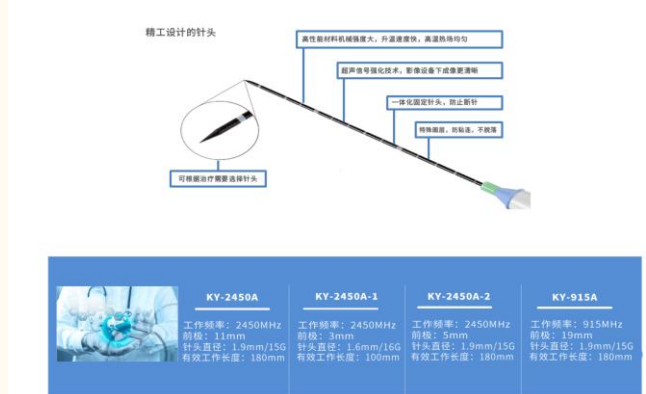 精工设计的针头
高性能材料机械强度大，升温速度快，高温热场均匀
超声信号强化技术，影像设备下成像更清晰
一体化固定针头，防止断针
特殊圈层，防粘连，不脱落
可根据治疗需要选择针头
KY-2450A
工作频率：2450MHz
前极：11mm
针头直径：1.9mm/15G
有效工作长度：180mm
KY-2450A-1
工作频率：2450MHz
前极：3mm
针头直径：1.6mm/16G
有效工作长度：100mm
KY-2450A-2
工作频率：2450MHz
前极：5mm
针头直径：1.9mm/15G
有效工作长度：180mm
KY-915A
工作频率：915MHz
前极：19mm
针头直径：1.9mm/15G
有效工作长度：180mm